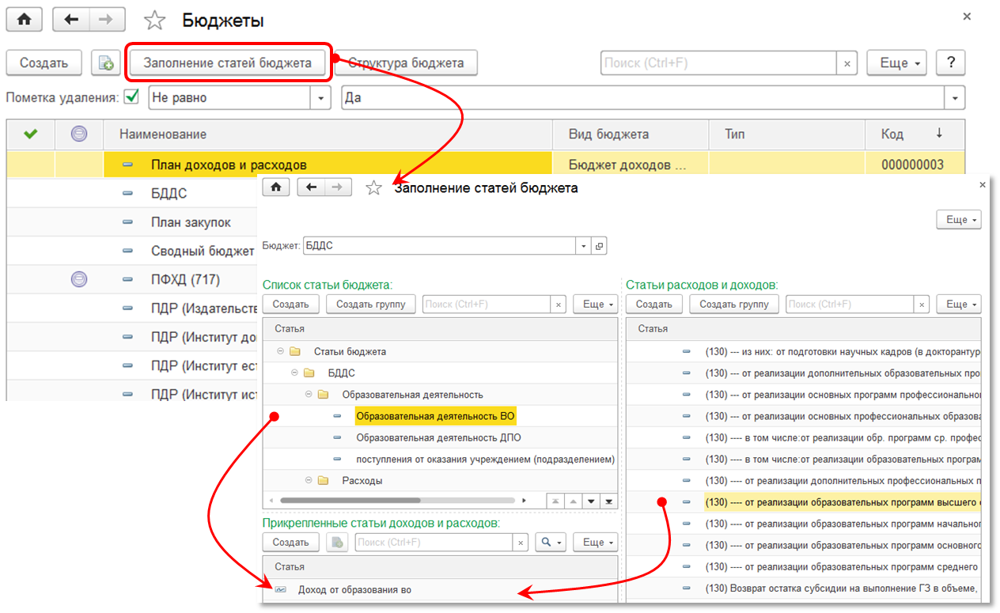 Бюджеты
Создать Заполнение статей бюджета Структура бюджета Поиск (Ctrl+F) × Еще ?
Пометка удаления: Не равно Да
Наименование Вид бюджета Тип Код ↓
План доходов и расходов Бюджет доходов ... 000000003
БДДС
План закупок
Сводный бюджет
ПФХД (717)
ПДР (Издательств
ПДР (Институт до
ПДР (Институт ест
ПДР (Институт ист
Заполнение статей бюджета
Еще
Бюджет: БДДС
Список статьи бюджета:
Создать Создать группу Поиск (Ctrl+F) × Еще
Статья
Статьи бюджета
БДДС
Образовательная деятельность
Образовательная деятельность ВО
Образовательная деятельность ДПО
поступления от оказания учреждением (подразделением)
Расходы
Прикрепленные статьи доходов и расходов:
Создать Поиск (Ctrl+F) × Еще
Статья
Доход от образования во
Статьи расходов и доходов:
Создать Создать группу Поиск (Ctrl+F) × Еще
Статья
(130) --- из них: от подготовки научных кадров (в докторантур
(130) --- от реализации дополнительных образовательных про
(130) --- от реализации основных программ профессионально
(130) --- от реализации основных профессиональных образова
(130) ---- в том числе:от реализации обр. программ ср. профес
(130) ---- в том числе:от реализации образовательных програм
(130) ---- от реализации дополнительных профессиональных п
(130) ---- от реализации образовательных программ высшего о
(130) ---- от реализации образовательных программ начальног
(130) ---- от реализации образовательных программ основного
(130) ---- от реализации образовательных программ среднего
(130) Возврат остатка субсидии на выполнение ГЗ в объеме,